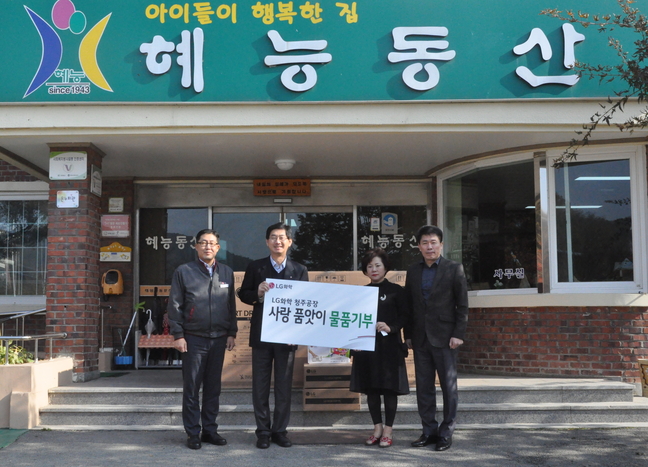 아이들이 행복한 집
혜능동산
혜능
since1943
혜능동산
혜능동산
사무실
LG화학
LG화학 청주공장
사랑 품앗이 물품기부